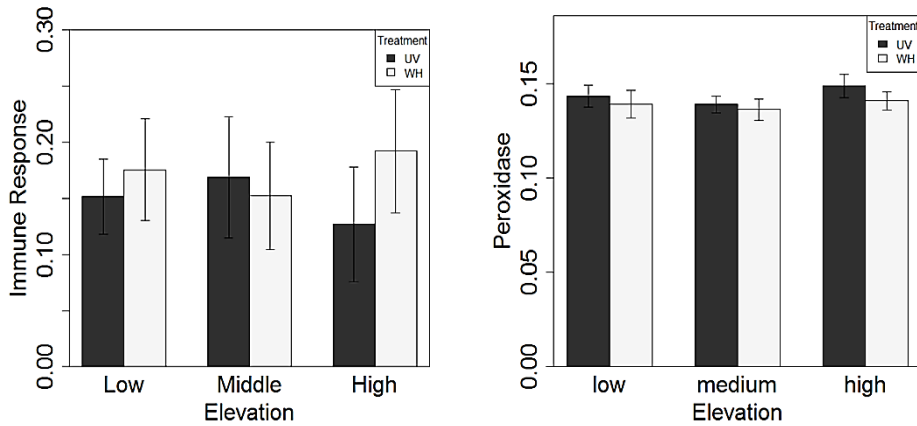 Immune Response
0.00 0.10 0.20 0.30
Treatment
UV
WH
Low Middle High
Elevation
Peroxidase
0.00 0.05 0.10 0.15
Treatment
UV
WH
low medium high
Elevation